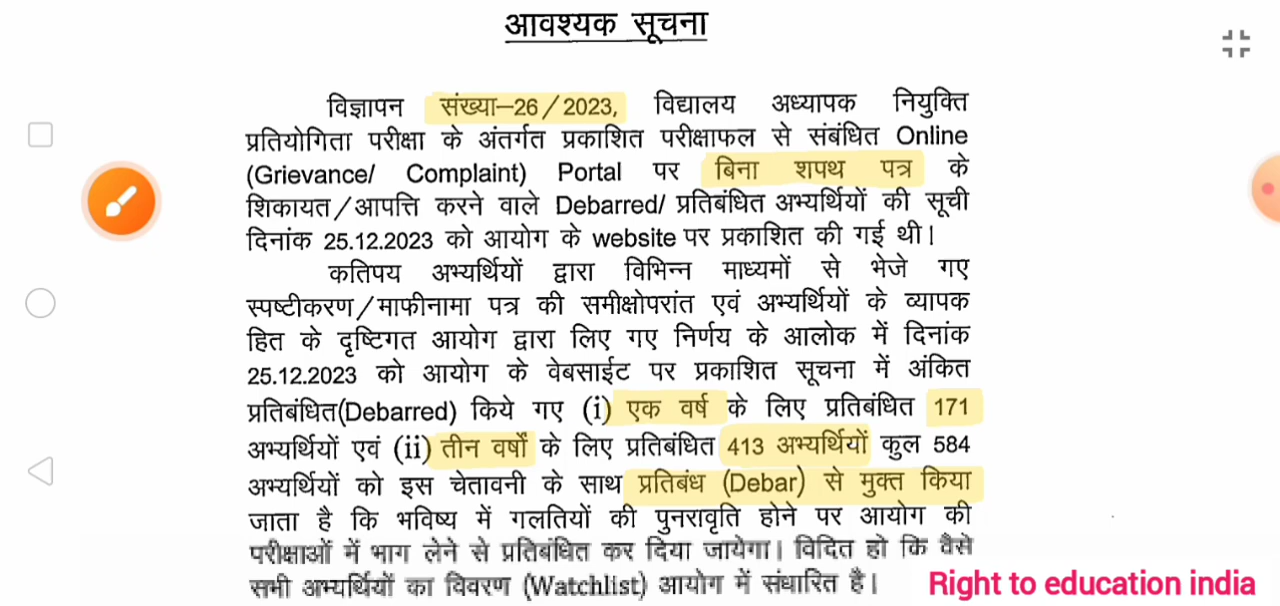 आवश्यक सूचना
विज्ञापन संख्या–26/2023, विद्यालय अध्यापक नियुक्ति
प्रतियोगिता परीक्षा के अंतर्गत प्रकाशित परीक्षाफल से संबंधित Online
(Grievance/ Complaint) Portal पर बिना शपथ पत्र के
शिकायत/आपत्ति करने वाले Debarred/ प्रतिबंधित अभ्यर्थियों की सूची
दिनांक 25.12.2023 को आयोग के website पर प्रकाशित की गई थी।
कतिपय अभ्यर्थियों द्वारा विभिन्न माध्यमों से भेजे गए
स्पष्टीकरण/माफीनामा पत्र की समीक्षोपरांत एवं अभ्यर्थियों के व्यापक
हित के दृष्टिगत आयोग द्वारा लिए गए निर्णय के आलोक में दिनांक
25.12.2023 को आयोग के वेबसाईट पर प्रकाशित सूचना में अंकित
प्रतिबंधित(Debarred) किये गए (i) एक वर्ष के लिए प्रतिबंधित 171
अभ्यर्थियों एवं (ii) तीन वर्षों के लिए प्रतिबंधित 413 अभ्यर्थियों कुल 584
अभ्यर्थियों को इस चेतावनी के साथ प्रतिबंध (Debar) से मुक्त किया
जाता है कि भविष्य में गलतियों की पुनरावृति होने पर आयोग की
परीक्षाओं में भाग लेने से प्रतिबंधित कर दिया जायेगा। विदित हो कि वैसे
सभी अभ्यर्थियों का विवरण (Watchlist) आयोग में संधारित है।
Right to education india